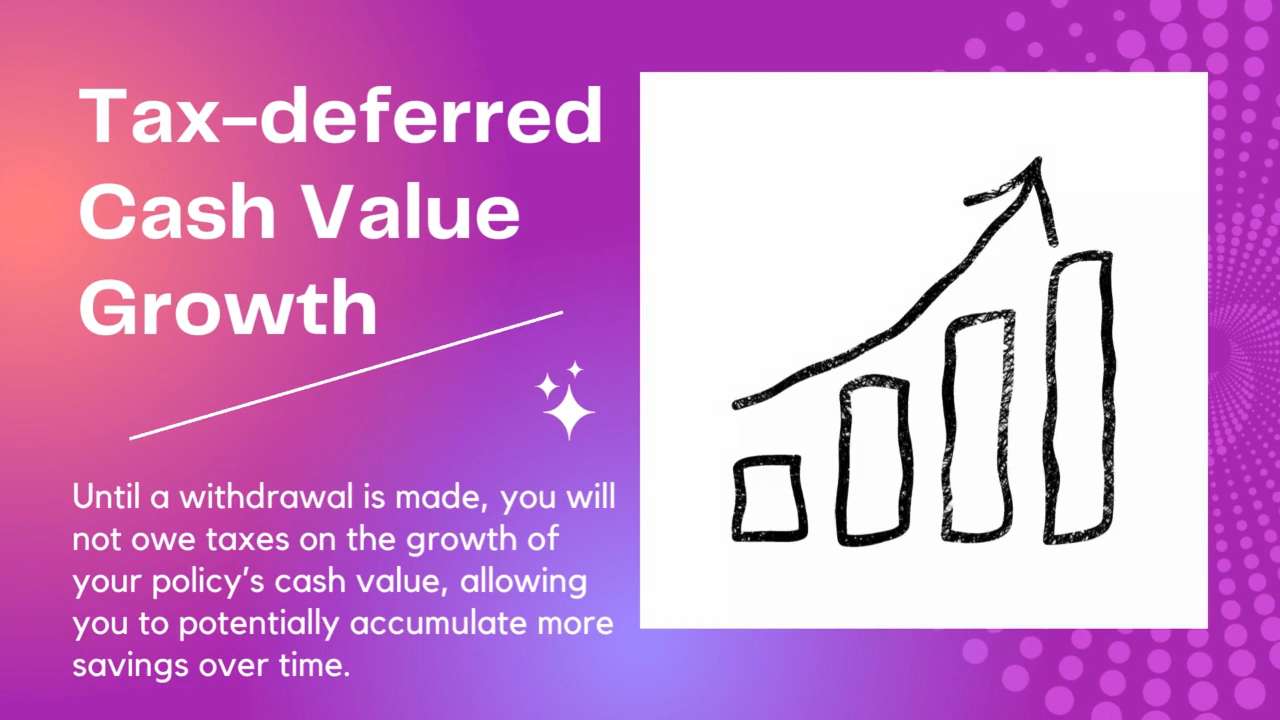 Tax-deferred
Cash Value
Growth
Until a withdrawal is made, you will
not owe taxes on the growth of
your policy’s cash value, allowing
you to potentially accumulate more
savings over time.